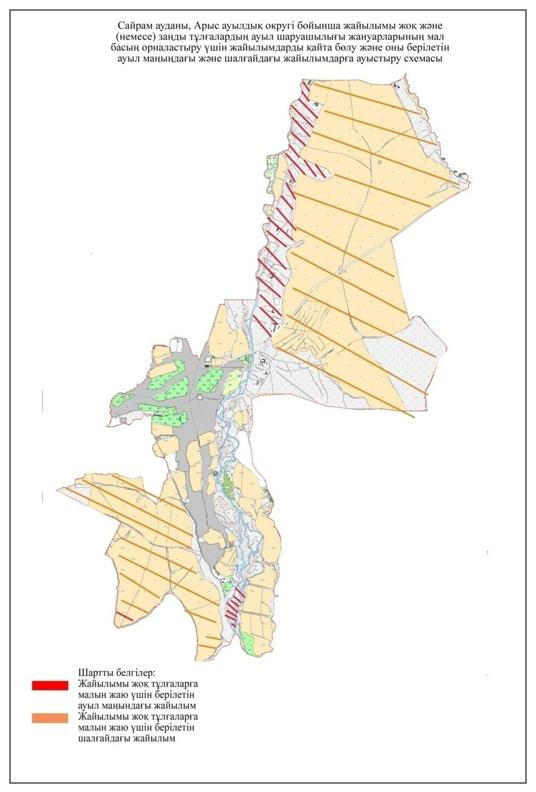 Сайрам ауданы, Арыс ауылдық округі бойынша жайылымы жоқ және
(немесе) заңды тұлғалардың ауыл шаруашылығы жануарларының мал
басың орналастыру үшін жайылымдарды қайта бөлу және оны берілетін
ауыл маңындағы және шалғайдағы жайылымдарға ауыстыру схемасы
Шартты белгілер:
Жайылымы жоқ тұлғаларға
малын жаю үшін берілетін
ауыл маңындағы жайылым
Жайылымы жоқ тұлғаларға
малын жаю үшін берілетін
шалғайдағы жайылым